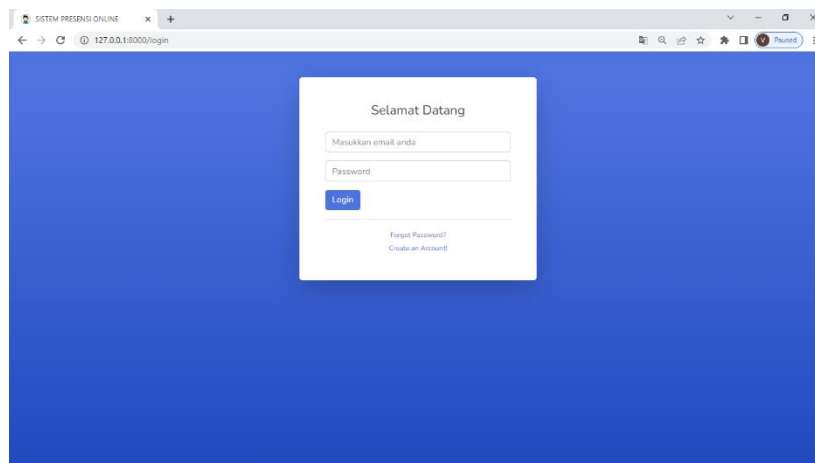 SISTEM PRESENSI ONLINE
127.0.0.1:8000/login
V Paused
Selamat Datang
Masukkan email anda
Password
Login
Forgot Password?
Create an Account!